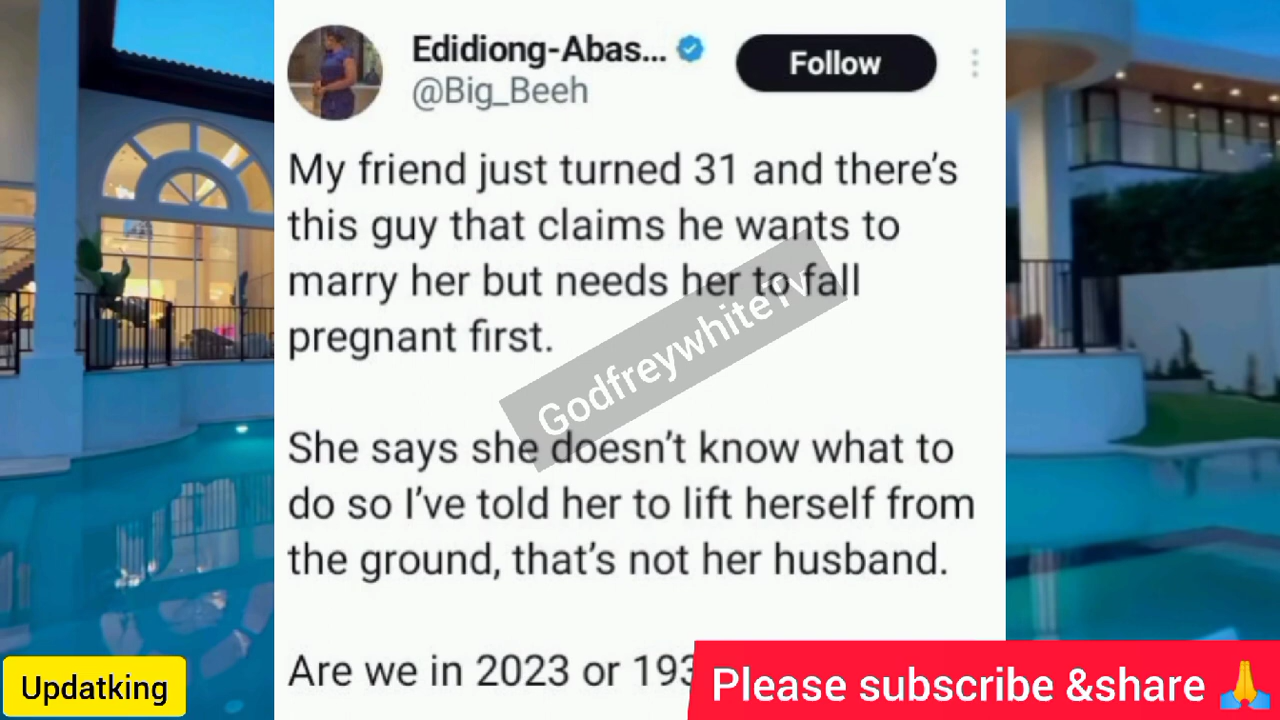 Edidiong-Abas...
Follow
@Big_Beeh
My friend just turned 31 and there's
this guy that claims he wants to
marry her but needs her to fall
pregnant first.
GodfreywhiteTv
She says she doesn't know what to
do so I've told her to lift herself from
the ground, that's not her husband.
Are we in 2023 or 193
Updatking
Please subscribe &share 🙏